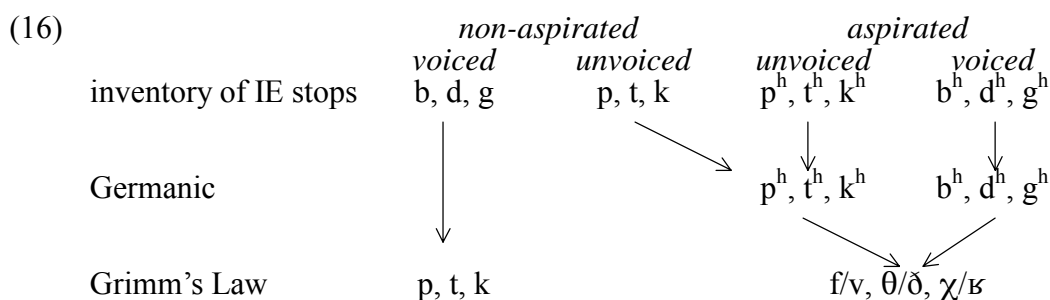 (16) non-aspirated aspirated
voiced unvoiced unvoiced voiced
inventory of IE stops b, d, g p, t, k pʰ, tʰ, kʰ bʰ, dʰ, gʰ
Germanic pʰ, tʰ, kʰ bʰ, dʰ, gʰ
Grimm’s Law p, t, k f/v, θ/ð, χ/ʁ